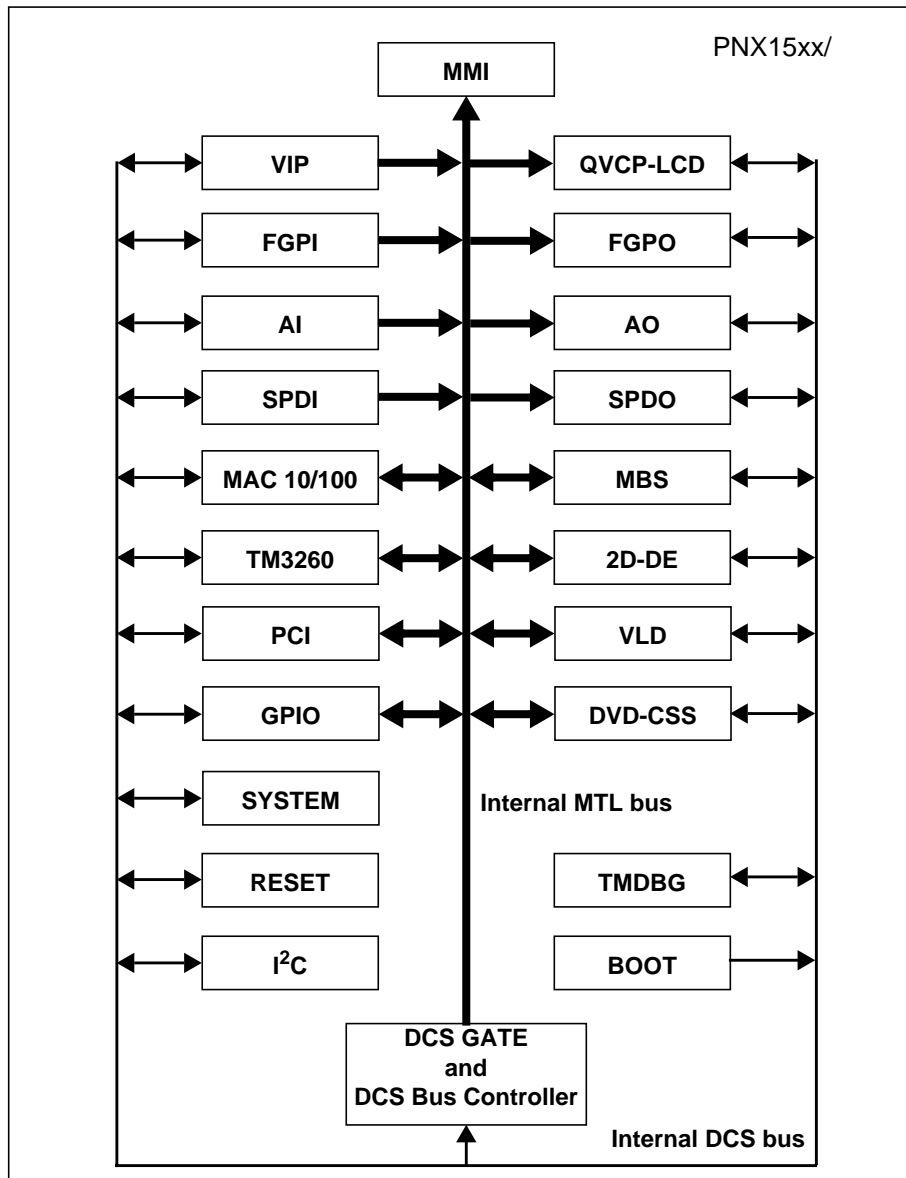 PNX15xx/
MMI
VIP
QVCP-LCD
FGPI
FGPO
AI
AO
SPDI
SPDO
MAC 10/100
MBS
TM3260
2D-DE
PCI
VLD
GPIO
DVD-CSS
SYSTEM
Internal MTL bus
RESET
TMDBG
I²C
BOOT
DCS GATE
and
DCS Bus Controller
Internal DCS bus